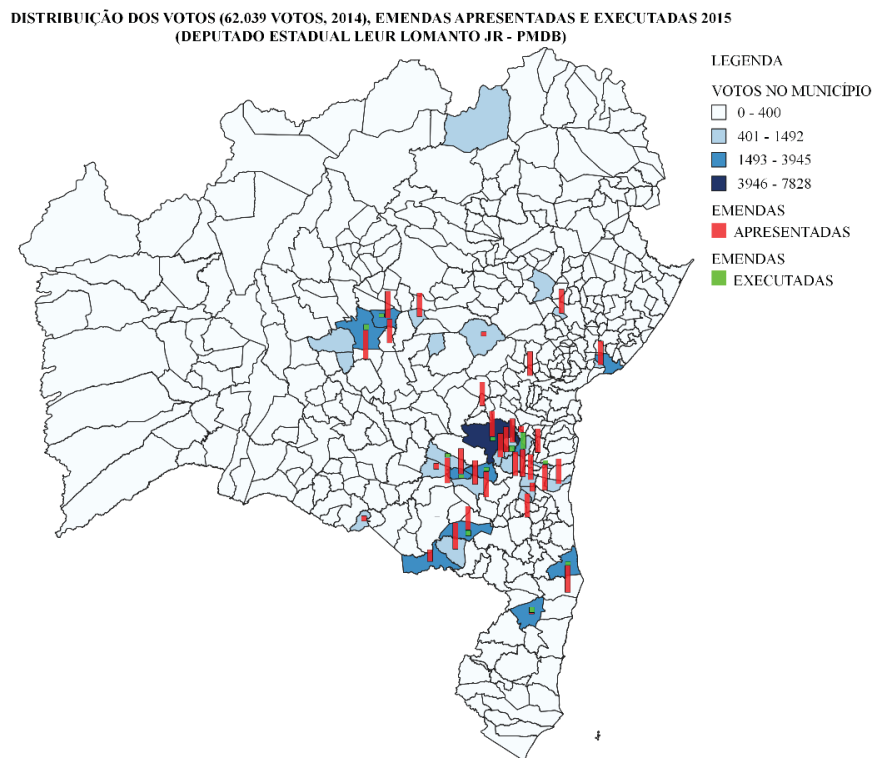 DISTRIBUIÇÃO DOS VOTOS (62.039 VOTOS, 2014), EMENDAS APRESENTADAS E EXECUTADAS 2015
(DEPUTADO ESTADUAL LEUR LOMANTO JR - PMDB)
LEGENDA
VOTOS NO MUNICÍPIO
0 - 400
401 - 1492
1493 - 3945
3946 - 7828
EMENDAS
APRESENTADAS
EMENDAS
EXECUTADAS